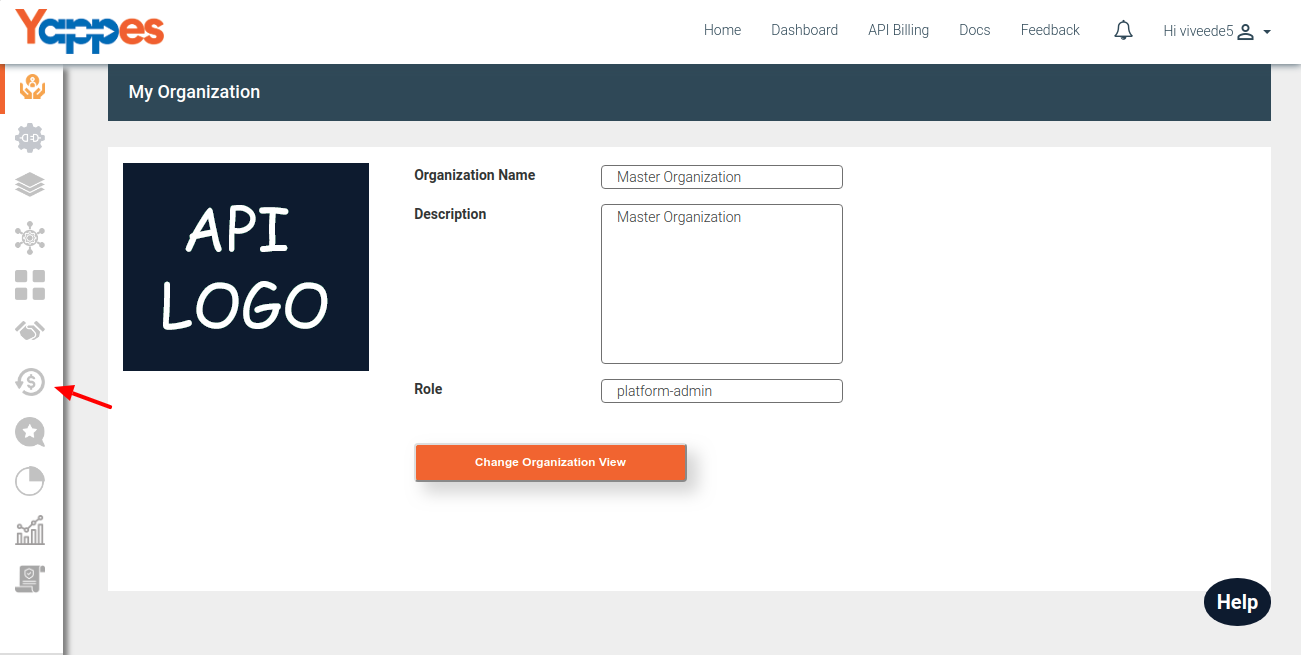 Yappes
Home Dashboard API Billing Docs Feedback Hi viveede5
My Organization
API
LOGO
Organization Name Master Organization
Description Master Organization
Role platform-admin
Change Organization View
Help